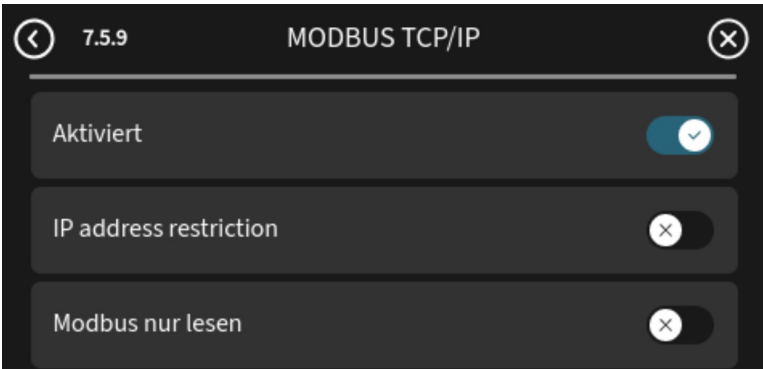 7.5.9 MODBUS TCP/IP
Aktiviert
IP address restriction
Modbus nur lesen